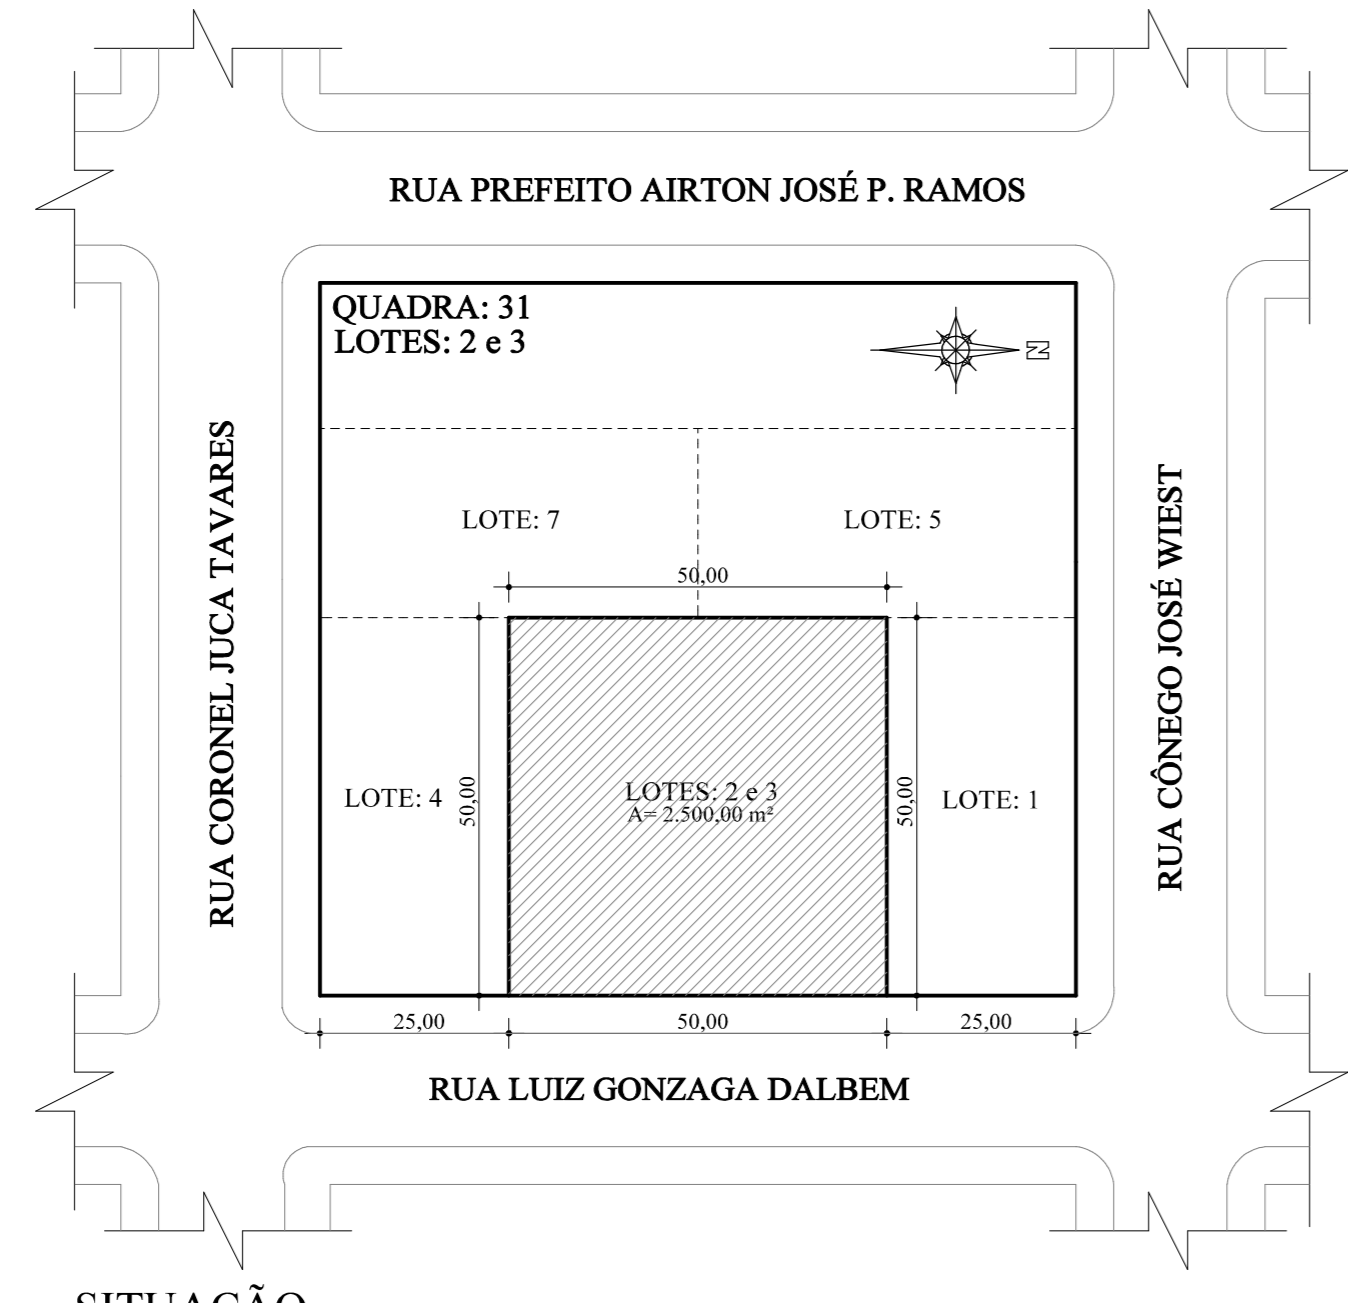 RUA PREFEITO AIRTON JOSÉ P. RAMOS
QUADRA: 31
LOTES: 2 e 3
N
RUA CORONEL JUCA TAVARES
RUA CÔNEGO JOSÉ WIEST
LOTE: 7
LOTE: 5
50,00
LOTE: 4
50,00
LOTES: 2 e 3
A= 2.500,00 m²
50,00
LOTE: 1
25,00
50,00
25,00
RUA LUIZ GONZAGA DALBEM
SITUAÇÃO